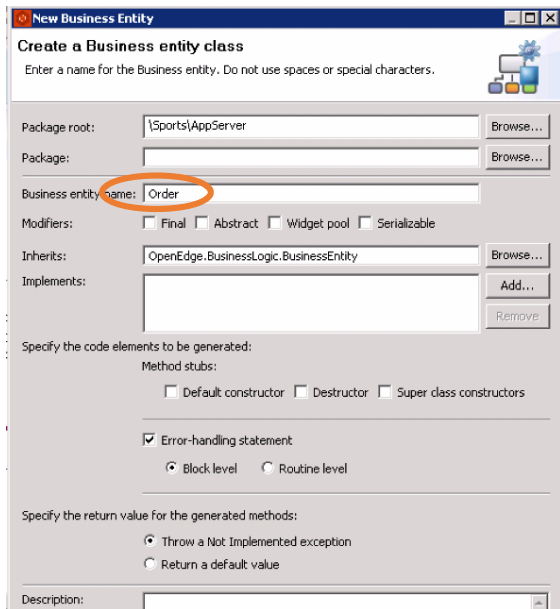 New Business Entity
Create a Business entity class
Enter a name for the Business entity. Do not use spaces or special characters.
Package root: \Sports\AppServer Browse...
Package: Browse...
Business entity name: Order
Modifiers: Final Abstract Widget pool Serializable
Inherits: OpenEdge.BusinessLogic.BusinessEntity Browse...
Implements: Add...
Remove
Specify the code elements to be generated:
Method stubs:
Default constructor Destructor Super class constructors
Error-handling statement
Block level Routine level
Specify the return value for the generated methods:
Throw a Not Implemented exception
Return a default value
Description: